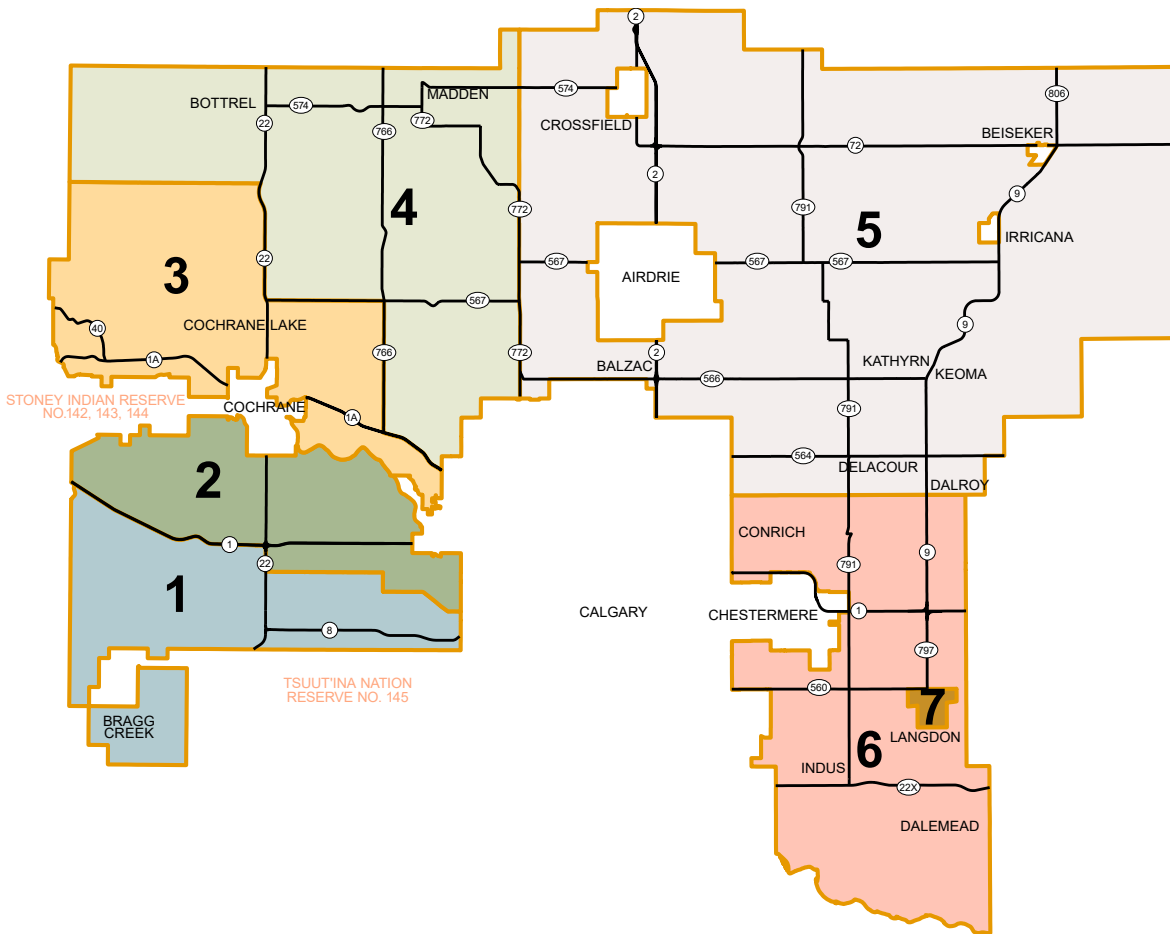 2
806
BOTTREL
574
MADDEN
574
22
766
772
CROSSFIELD
BEISEKER
72
2
9
4
772
791
5
IRRICANA
22
3
567
AIRDRIE
567
567
567
COCHRANE LAKE
40
1A
766
772
2
9
BALZAC
566
KATHYRN
KEOMA
STONEY INDIAN RESERVE
NO.142, 143, 144
COCHRANE
1A
791
2
564
DELACOUR
DALROY
CONRICH
1
22
791
9
1
CALGARY
CHESTERMERE
1
8
797
TSUUT'INA NATION
RESERVE NO. 145
560
BRAGG
CREEK
7
LANGDON
6
INDUS
22X
DALEMEAD